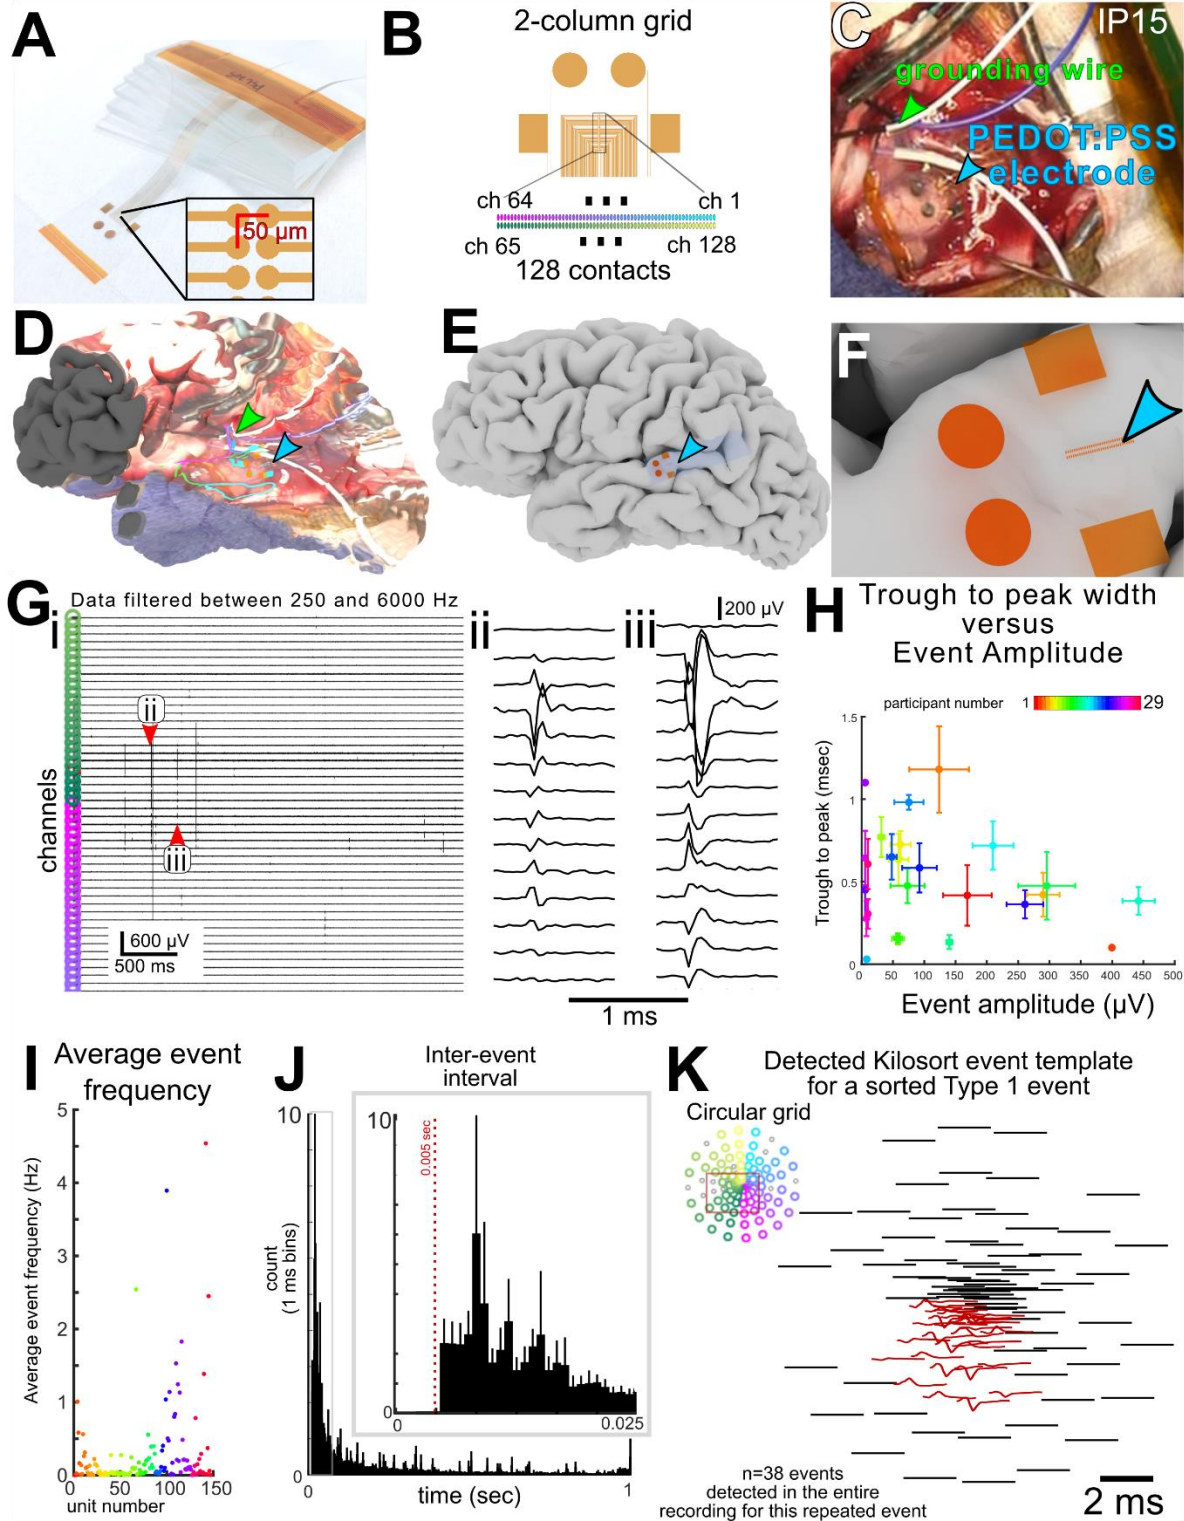 A
50 µm
B
2-column grid
ch 64
ch 1
ch 65
ch 128
128 contacts
C
IP15
grounding wire
PEDOT:PSS
electrode
D
E
F
G
Data filtered between 250 and 6000 Hz
i
ii
iii
200 µV
channels
ii
iii
600 µV
500 ms
1 ms
H
Trough to peak width
versus
Event Amplitude
participant number
1
29
Trough to peak (msec)
1.5
1
0.5
0
0 50 100 150 200 250 300 350 400 450 500
Event amplitude (µV)
I
Average event
frequency
Average event frequency (Hz)
5
4
3
2
1
0
0 50 100 150
unit number
J
Inter-event
interval
count
(1 ms bins)
10
0
10
0
0.005 sec
0
0.025
0
1
time (sec)
K
Detected Kilosort event template
for a sorted Type 1 event
Circular grid
n=38 events
detected in the entire
recording for this repeated event
2 ms